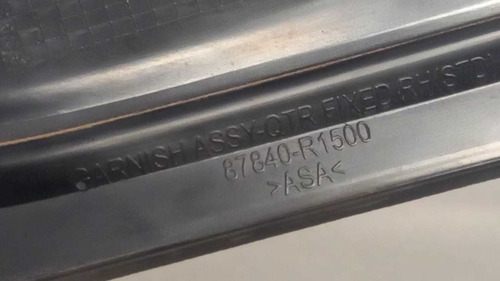 GARNISH ASSY-QTR FIXED RH(STD)
87840-R1500
>ASA<